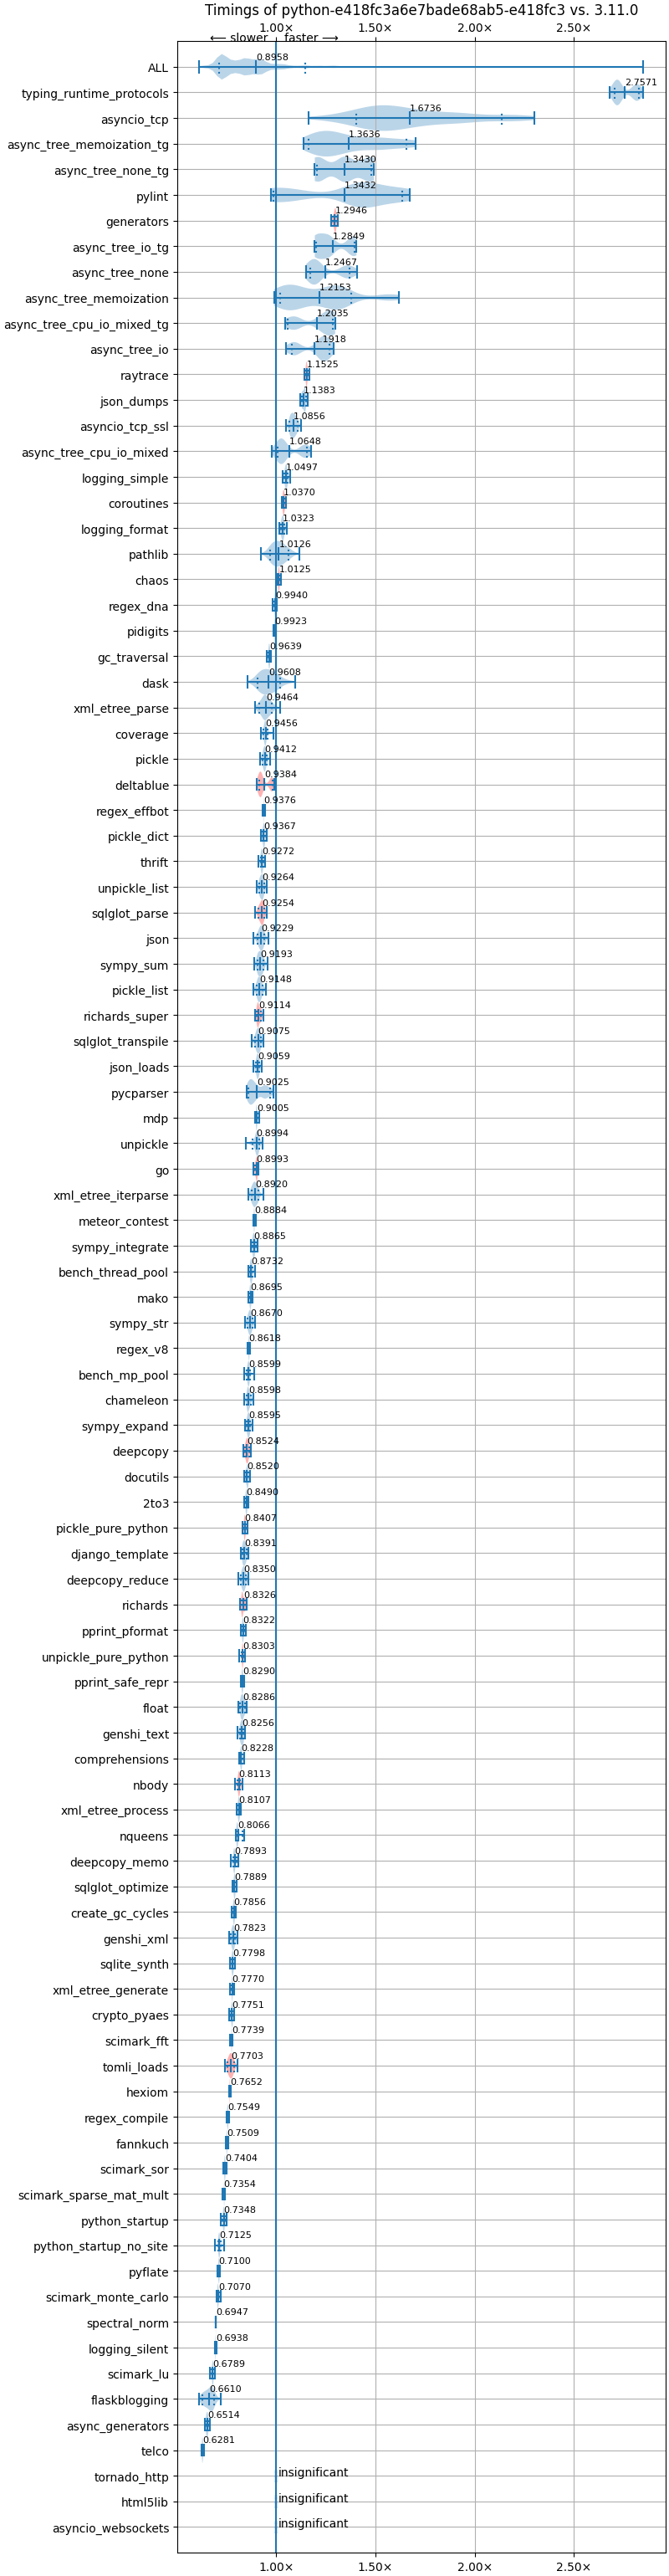 Timings of python-e418fc3a6e7bade68ab5-e418fc3 vs. 3.11.0
1.00× 1.50× 2.00× 2.50×
⟵ slower faster ⟶
ALL 0.8958
typing_runtime_protocols 2.7571
asyncio_tcp 1.6736
async_tree_memoization_tg 1.3636
async_tree_none_tg 1.3430
pylint 1.3432
generators 1.2946
async_tree_io_tg 1.2849
async_tree_none 1.2467
async_tree_memoization 1.2153
async_tree_cpu_io_mixed_tg 1.2035
async_tree_io 1.1918
raytrace 1.1525
json_dumps 1.1383
asyncio_tcp_ssl 1.0856
async_tree_cpu_io_mixed 1.0648
logging_simple 1.0497
coroutines 1.0370
logging_format 1.0323
pathlib 1.0126
chaos 1.0125
regex_dna 0.9940
pidigits 0.9923
gc_traversal 0.9639
dask 0.9608
xml_etree_parse 0.9464
coverage 0.9456
pickle 0.9412
deltablue 0.9384
regex_effbot 0.9376
pickle_dict 0.9367
thrift 0.9272
unpickle_list 0.9264
sqlglot_parse 0.9254
json 0.9229
sympy_sum 0.9193
pickle_list 0.9148
richards_super 0.9114
sqlglot_transpile 0.9075
json_loads 0.9059
pycparser 0.9025
mdp 0.9005
unpickle 0.8994
go 0.8993
xml_etree_iterparse 0.8920
meteor_contest 0.8884
sympy_integrate 0.8865
bench_thread_pool 0.8732
mako 0.8695
sympy_str 0.8670
regex_v8 0.8618
bench_mp_pool 0.8599
chameleon 0.8598
sympy_expand 0.8595
deepcopy 0.8524
docutils 0.8520
2to3 0.8490
pickle_pure_python 0.8407
django_template 0.8391
deepcopy_reduce 0.8350
richards 0.8326
pprint_pformat 0.8322
unpickle_pure_python 0.8303
pprint_safe_repr 0.8290
float 0.8286
genshi_text 0.8256
comprehensions 0.8228
nbody 0.8113
xml_etree_process 0.8107
nqueens 0.8066
deepcopy_memo 0.7893
sqlglot_optimize 0.7889
create_gc_cycles 0.7856
genshi_xml 0.7823
sqlite_synth 0.7798
xml_etree_generate 0.7770
crypto_pyaes 0.7751
scimark_fft 0.7739
tomli_loads 0.7703
hexiom 0.7652
regex_compile 0.7549
fannkuch 0.7509
scimark_sor 0.7404
scimark_sparse_mat_mult 0.7354
python_startup 0.7348
python_startup_no_site 0.7125
pyflate 0.7100
scimark_monte_carlo 0.7070
spectral_norm 0.6947
logging_silent 0.6938
scimark_lu 0.6789
flaskblogging 0.6610
async_generators 0.6514
telco 0.6281
tornado_http insignificant
html5lib insignificant
asyncio_websockets insignificant
1.00× 1.50× 2.00× 2.50×